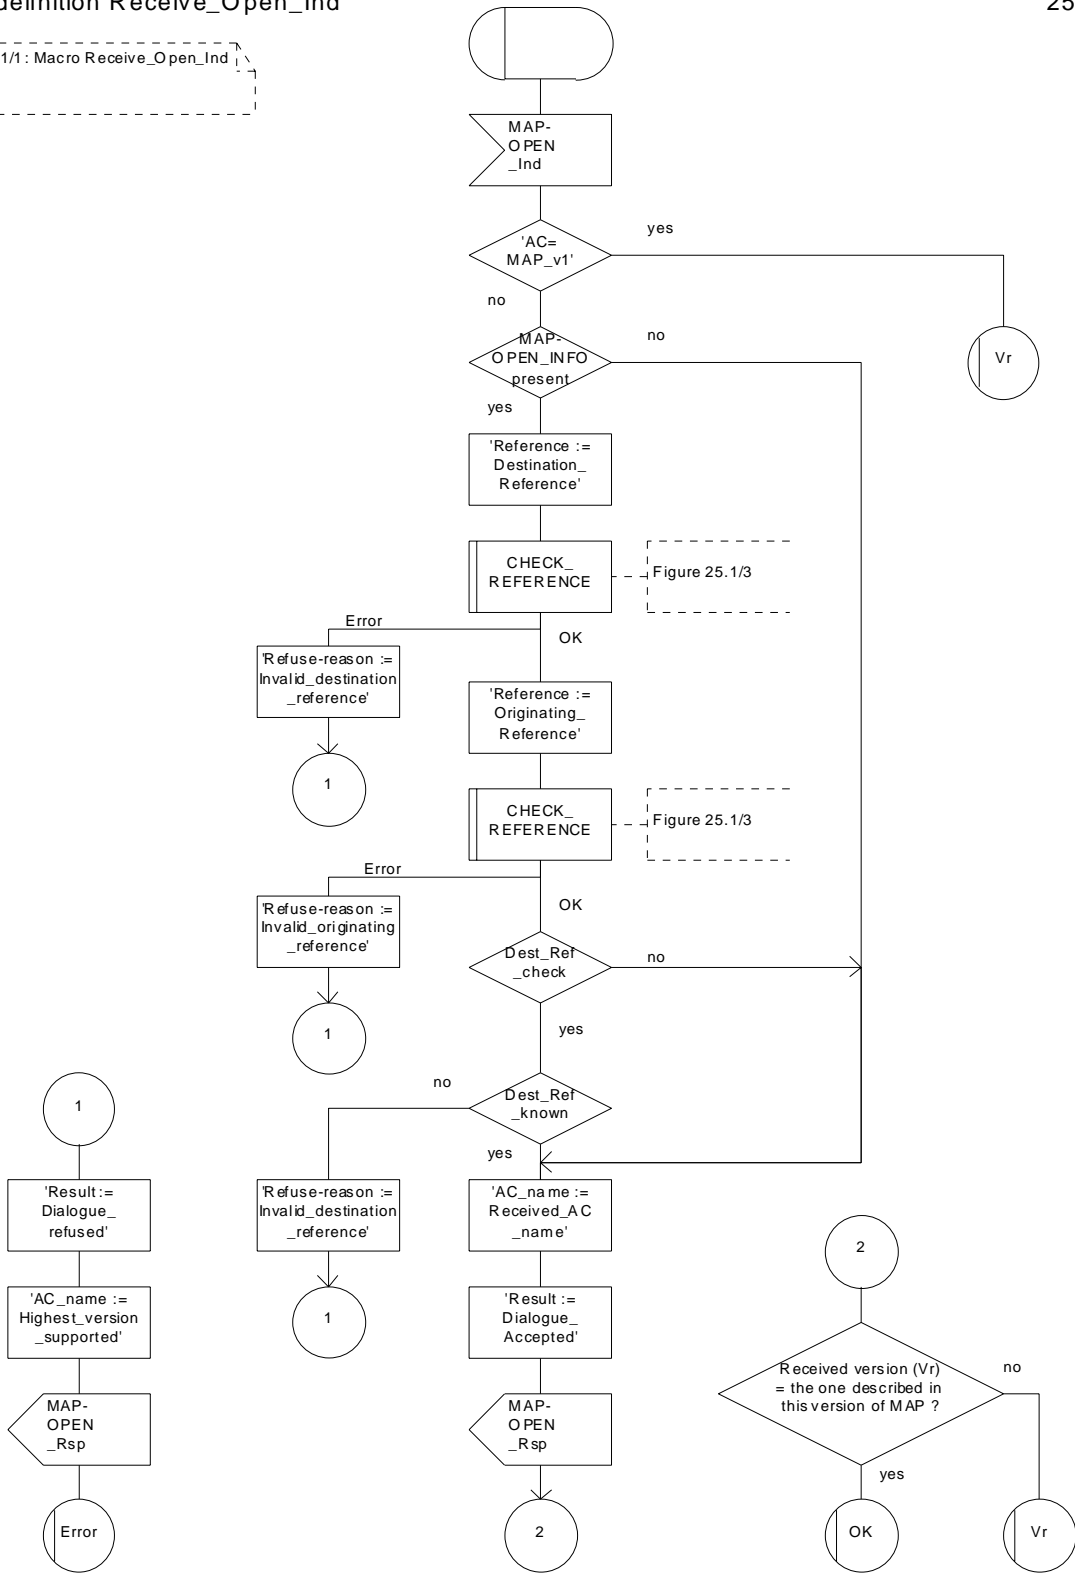 definition Receive_Open_Ind
25
1/1: Macro Receive_Open_Ind
MAP-
OPEN
_Ind
'AC=
MAP_v1'
yes
no
MAP-
OPEN_INFO
present
no
Vr
yes
'Reference :=
Destination_
Reference'
CHECK_
REFERENCE
Figure 25.1/3
Error
OK
'Refuse-reason :=
Invalid_destination
_reference'
'Reference :=
Originating_
Reference'
1
CHECK_
REFERENCE
Figure 25.1/3
Error
OK
'Refuse-reason :=
Invalid_originating
_reference'
Dest_Ref
_check
no
1
yes
no
Dest_Ref
_known
1
yes
'Result:=
Dialogue_
refused'
'Refuse-reason :=
Invalid_destination
_reference'
'AC_name :=
Received_AC
_name'
2
'AC_name :=
Highest_version
_supported'
1
'Result :=
Dialogue_
Accepted'
Received version (Vr)
= the one described in
this version of MAP ?
no
MAP-
OPEN
_Rsp
MAP-
OPEN
_Rsp
yes
Error
2
OK
Vr